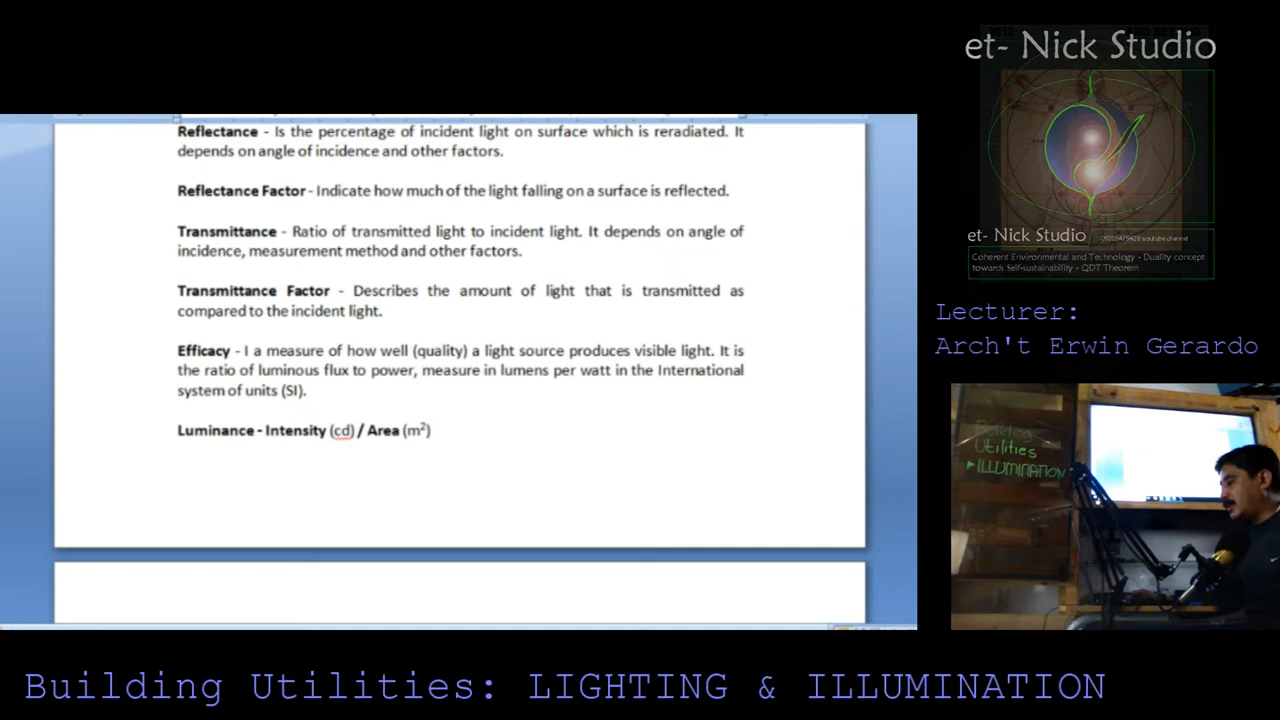 Reflectance - Is the percentage of incident light on surface which is reradiated. It
depends on angle of incidence and other factors.
Reflectance Factor - Indicate how much of the light falling on a surface is reflected.
Transmittance - Ratio of transmitted light to incident light. It depends on angle of
incidence, measurement method and other factors.
Transmittance Factor - Describes the amount of light that is transmitted as
compared to the incident light.
Efficacy - I a measure of how well (quality) a light source produces visible light. It is
the ratio of luminous flux to power, measure in lumens per watt in the International
system of units (SI).
Luminance - Intensity (cd) / Area (m²)
et- Nick Studio
et- Nick Studio
youtube channel
Coherent Environmental and Technology - Duality concept
towards Self-sustainability - QDT Theorem
Lecturer:
Arch't Erwin Gerardo
Building
Utilities
▸ILLUMINATION
Building Utilities: LIGHTING & ILLUMINATION